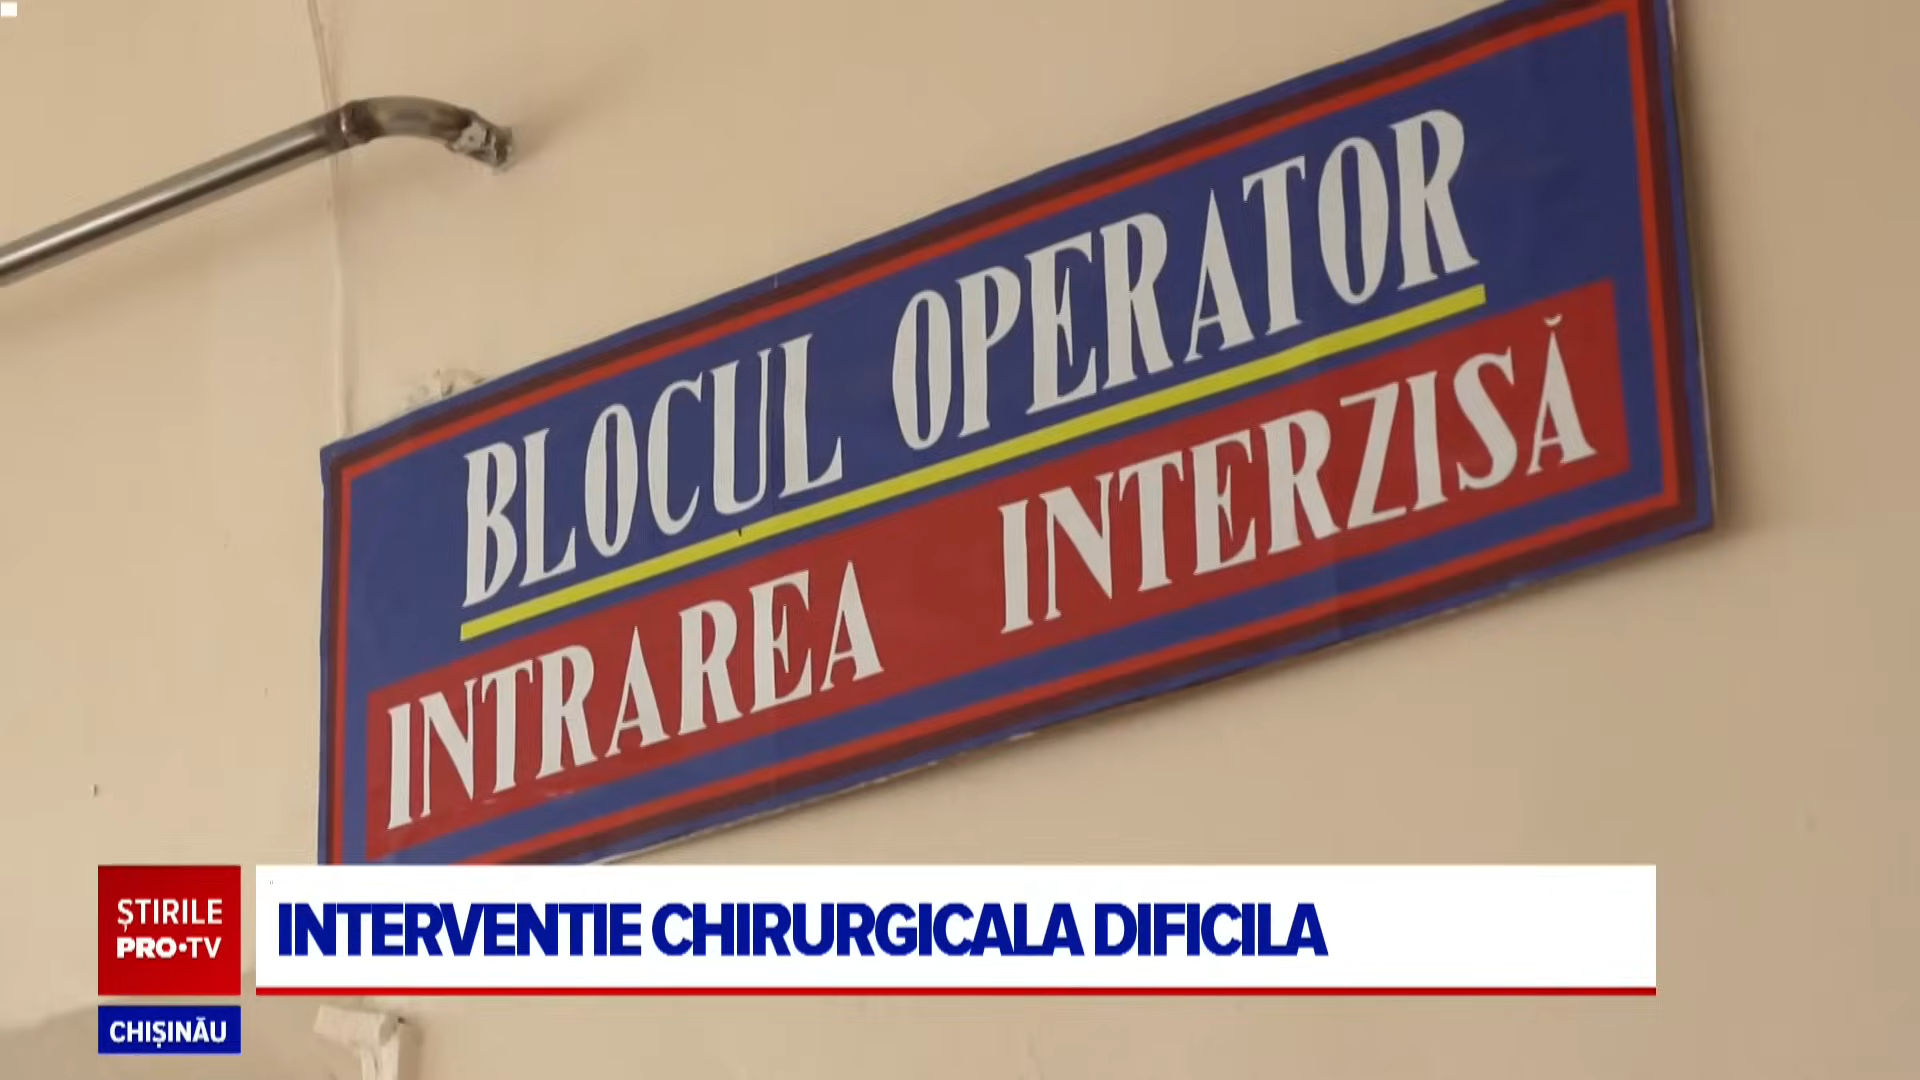 BLOCUL OPERATOR
INTRAREA INTERZISĂ
ȘTIRILE
PRO•TV
INTERVENTIE CHIRURGICALA DIFICILA
CHIȘINĂU